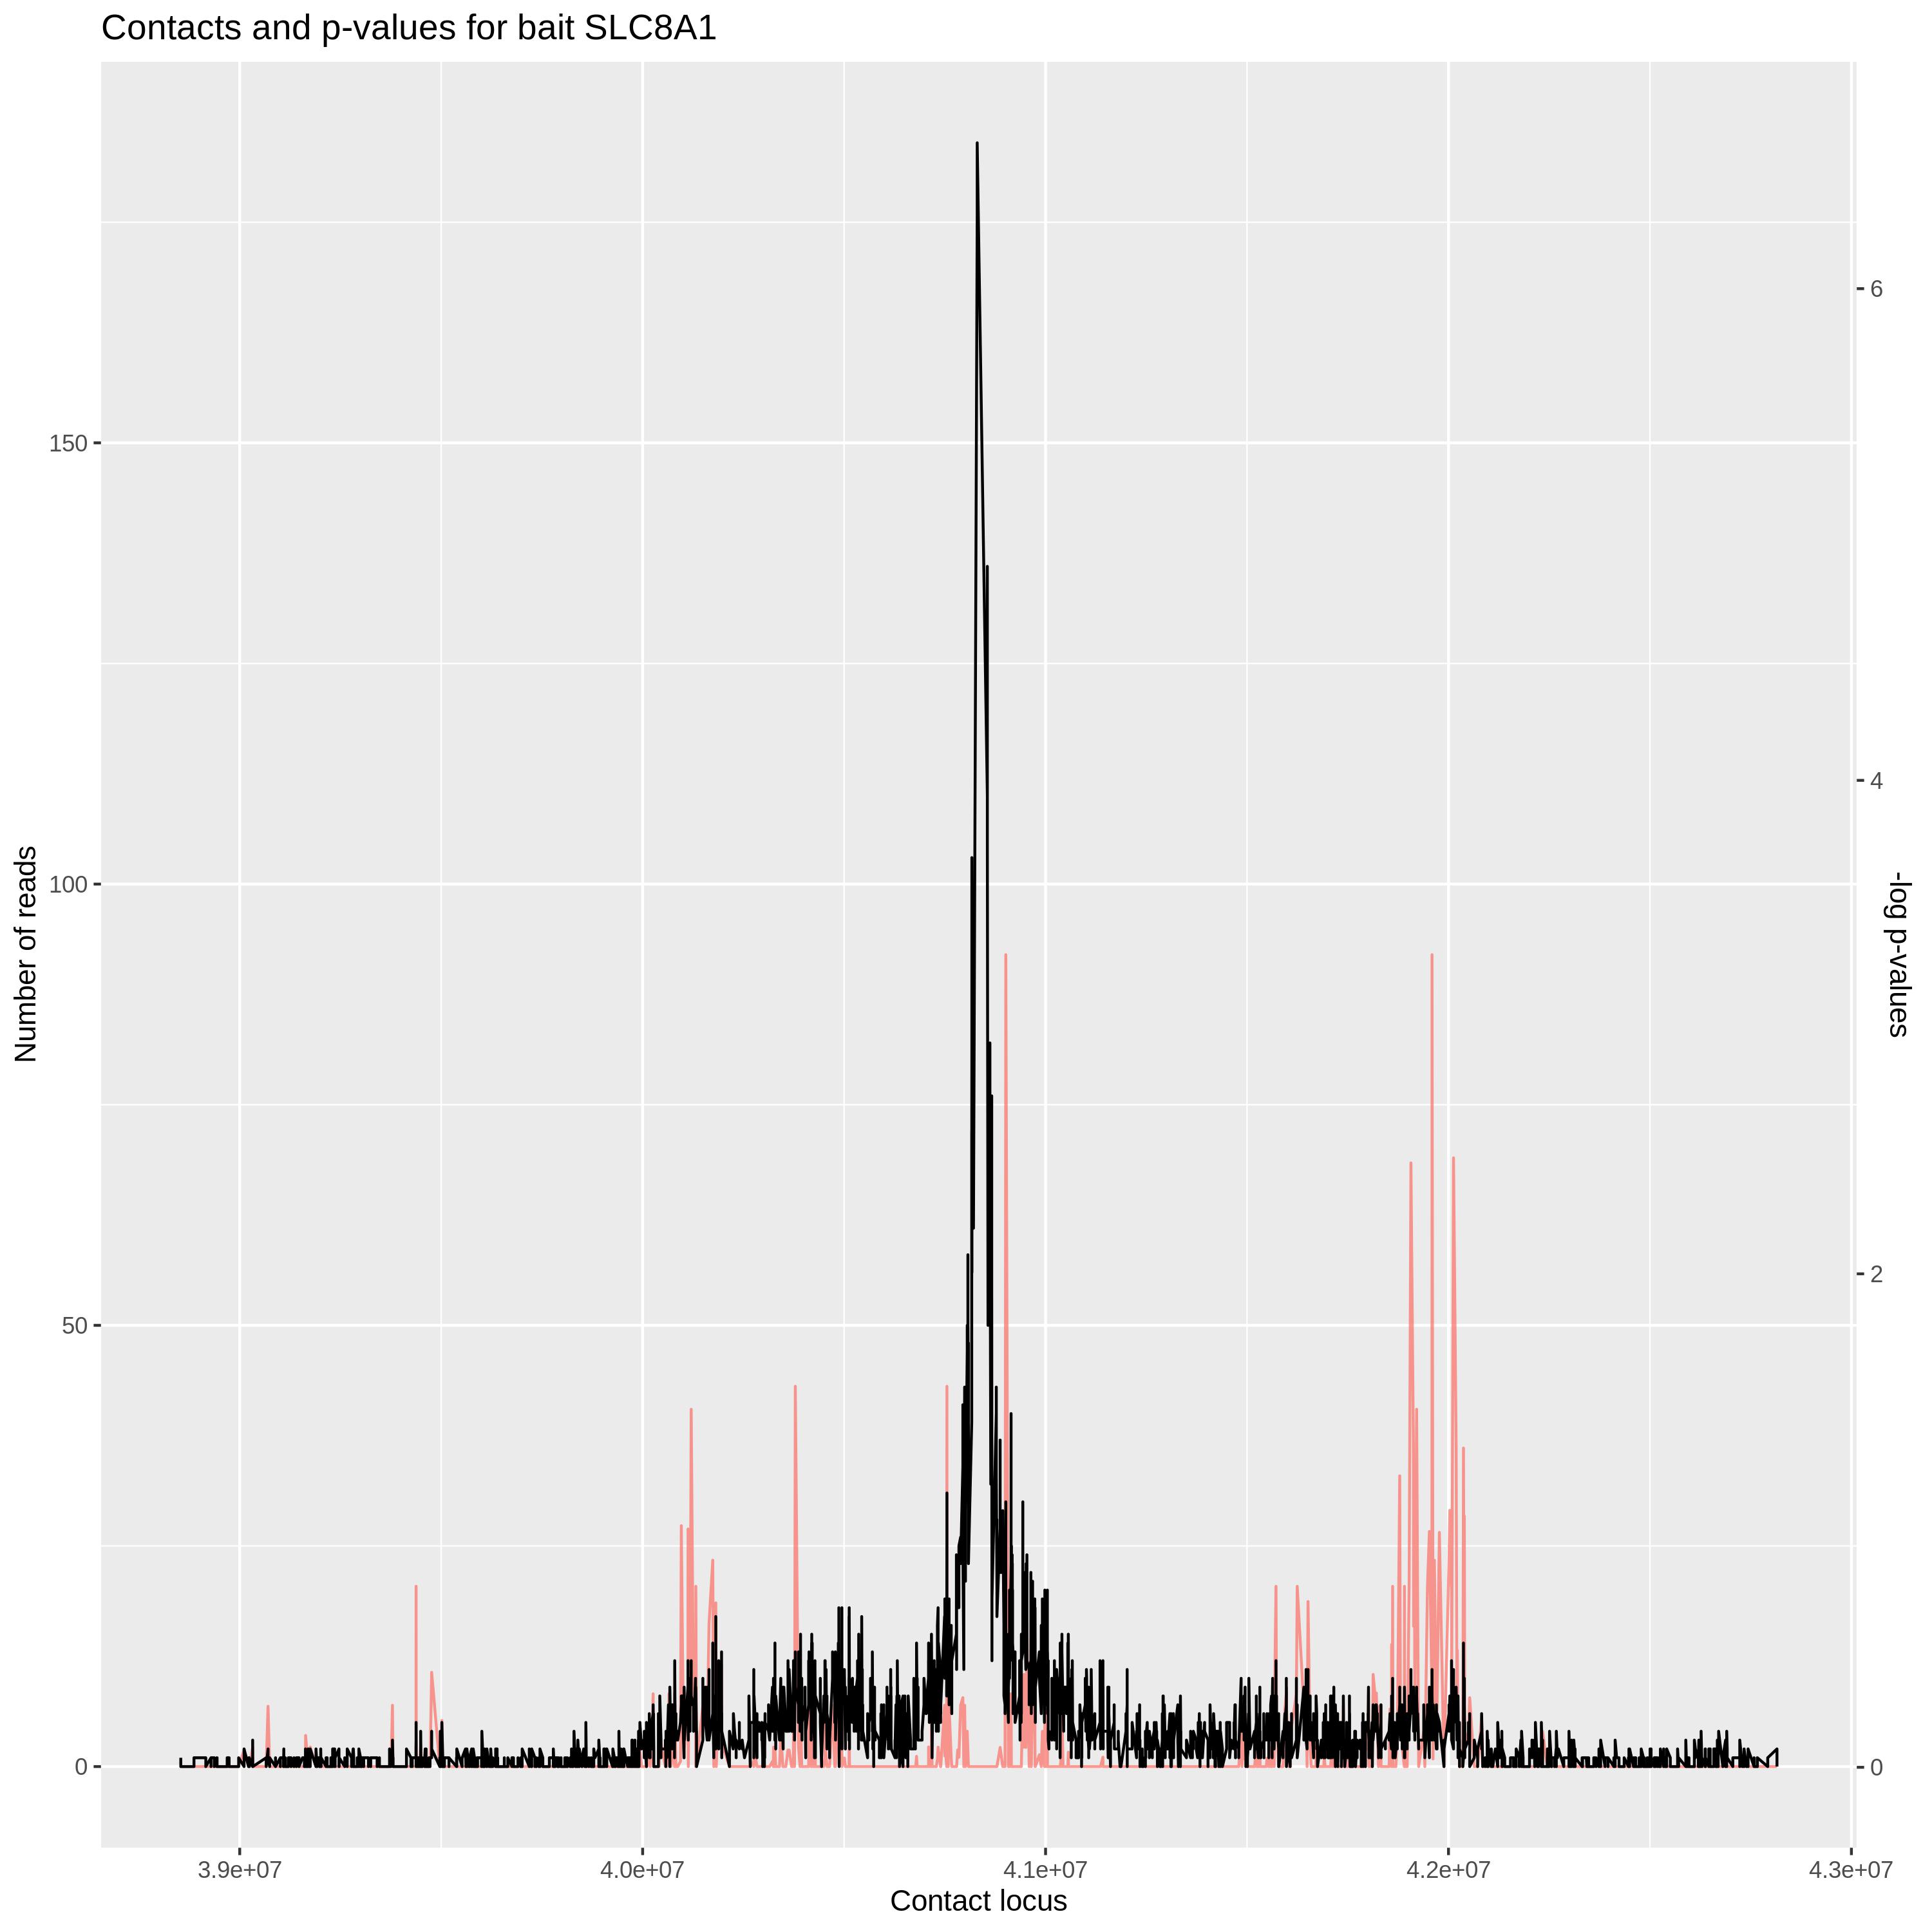 Contacts and p-values for bait SLC8A1
Number of reads
150
100
50
0
6
4
2
0
-log p-values
3.9e+07
4.0e+07
4.1e+07
4.2e+07
4.3e+07
Contact locus